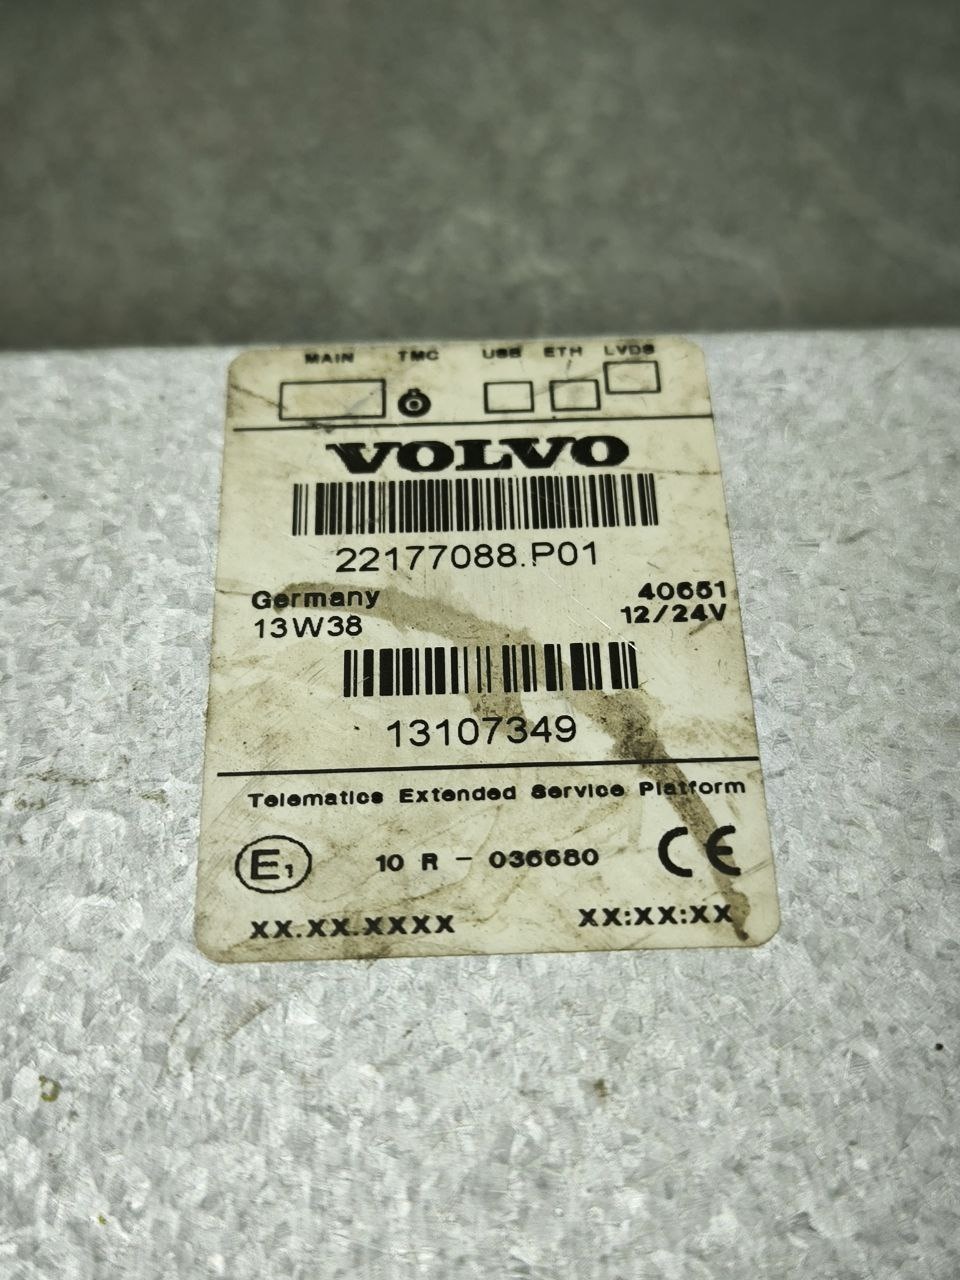 MAIN TMC USB ETH LVDS
VOLVO
22177088.P01
Germany 40651
13W38 12/24V
13107349
Telematics Extended Service Platform
E1 10 R - 036680 CE
XX.XX.XXXX XX:XX:XX